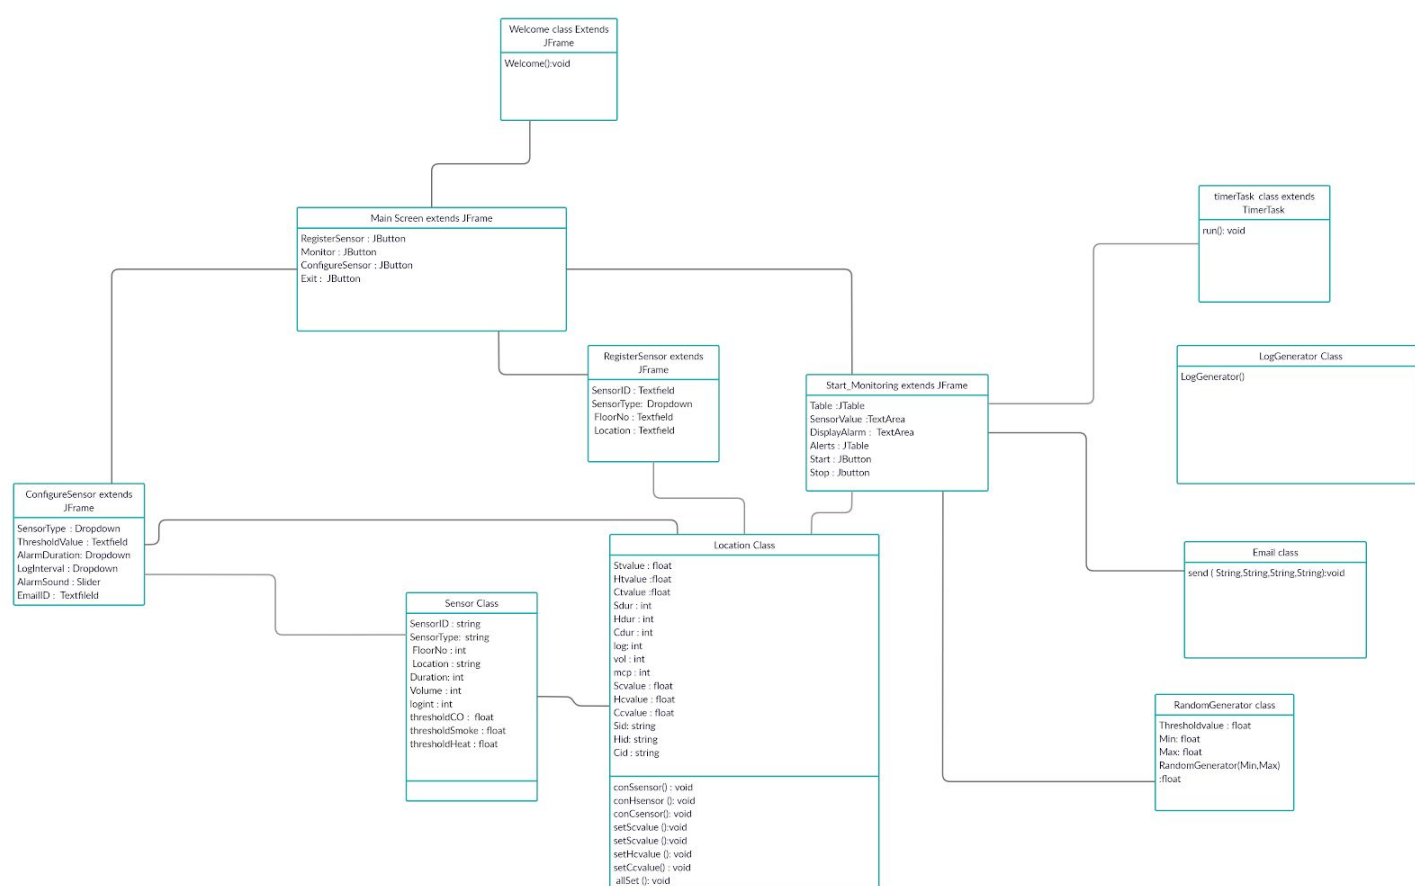 Welcome class Extends
JFrame
Welcome():void
Main Screen extends JFrame
RegisterSensor : JButton
Monitor : JButton
ConfigureSensor : JButton
Exit : JButton
timerTask class extends
TimerTask
run(): void
RegisterSensor extends
JFrame
SensorID : Textfield
SensorType: Dropdown
FloorNo : Textfield
Location : Textfield
Start_Monitoring extends JFrame
Table :JTable
SensorValue :TextArea
DisplayAlarm : TextArea
Alerts : JTable
Start : JButton
Stop : Jbutton
LogGenerator Class
LogGenerator()
ConfigureSensor extends
JFrame
SensorType : Dropdown
ThresholdValue : Textfield
AlarmDuration: Dropdown
LogInterval : Dropdown
AlarmSound : Slider
EmailID : Textfileld
Sensor Class
SensorID : string
SensorType: string
FloorNo : int
Location : string
Duration: int
Volume : int
logint : int
thresholdCO : float
thresholdSmoke : float
thresholdHeat : float
Location Class
Stvalue : float
Htvalue :float
Ctvalue :float
Sdur : int
Hdur : int
Cdur : int
log: int
vol : int
mcp : int
Scvalue : float
Hcvalue : float
Ccvalue : float
Sid: string
Hid: string
Cid : string
conSsensor() : void
conHsensor (): void
conCsensor(): void
setScvalue ():void
setScvalue ():void
setHcvalue (): void
setCcvalue() : void
allSet (): void
Email class
send ( String,String,String,String):void
RandomGenerator class
Thresholdvalue : float
Min: float
Max: float
RandomGenerator(Min,Max)
:float